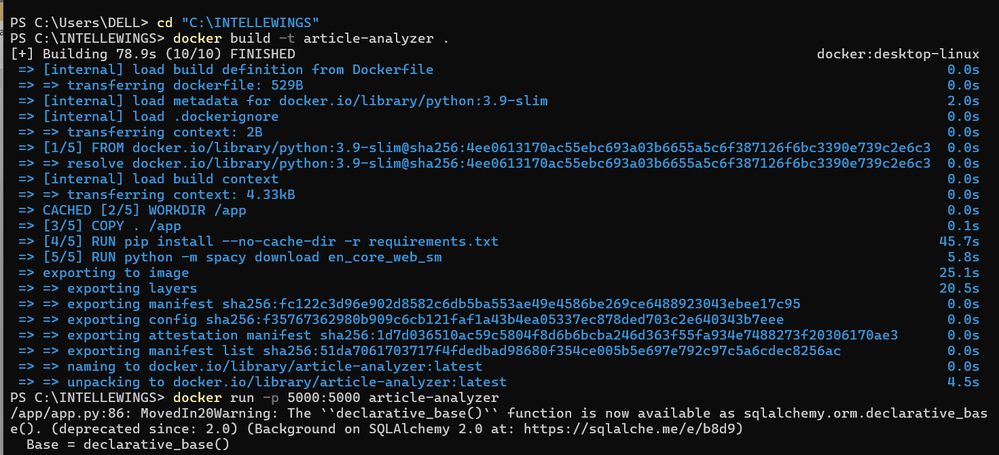 PS C:\Users\DELL> cd "C:\INTELLEWINGS"
PS C:\INTELLEWINGS> docker build -t article-analyzer .
[+] Building 78.9s (10/10) FINISHED docker:desktop-linux
=> [internal] load build definition from Dockerfile 0.0s
=> => transferring dockerfile: 529B 0.0s
=> [internal] load metadata for docker.io/library/python:3.9-slim 2.0s
=> [internal] load .dockerignore 0.0s
=> => transferring context: 2B 0.0s
=> [1/5] FROM docker.io/library/python:3.9-slim@sha256:4ee0613170ac55ebc693a03b6655a5c6f387126f6bc3390e739c2e6c3 0.0s
=> => resolve docker.io/library/python:3.9-slim@sha256:4ee0613170ac55ebc693a03b6655a5c6f387126f6bc3390e739c2e6c3 0.0s
=> [internal] load build context 0.0s
=> => transferring context: 4.33kB 0.0s
=> CACHED [2/5] WORKDIR /app 0.0s
=> [3/5] COPY . /app 0.1s
=> [4/5] RUN pip install --no-cache-dir -r requirements.txt 45.7s
=> [5/5] RUN python -m spacy download en_core_web_sm 5.8s
=> exporting to image 25.1s
=> => exporting layers 20.5s
=> => exporting manifest sha256:fc122c3d96e902d8582c6db5ba553ae49e4586be269ce6488923043ebee17c95 0.0s
=> => exporting config sha256:f35767362980b909c6cb121faf1a43b4ea05337ec878ded703c2e640343b7eee 0.0s
=> => exporting attestation manifest sha256:1d7d036510ac59c5804f8d6b6bcba246d363f55fa934e7488273f20306170ae3 0.0s
=> => exporting manifest list sha256:51da7061703717f4fdedbad98680f354ce005b5e697e792c97c5a6cdec8256ac 0.0s
=> => naming to docker.io/library/article-analyzer:latest 0.0s
=> => unpacking to docker.io/library/article-analyzer:latest 4.5s
PS C:\INTELLEWINGS> docker run -p 5000:5000 article-analyzer
/app/app.py:86: MovedIn20Warning: The ``declarative_base()`` function is now available as sqlalchemy.orm.declarative_bas
e(). (deprecated since: 2.0) (Background on SQLAlchemy 2.0 at: https://sqlalche.me/e/b8d9)
Base = declarative_base()